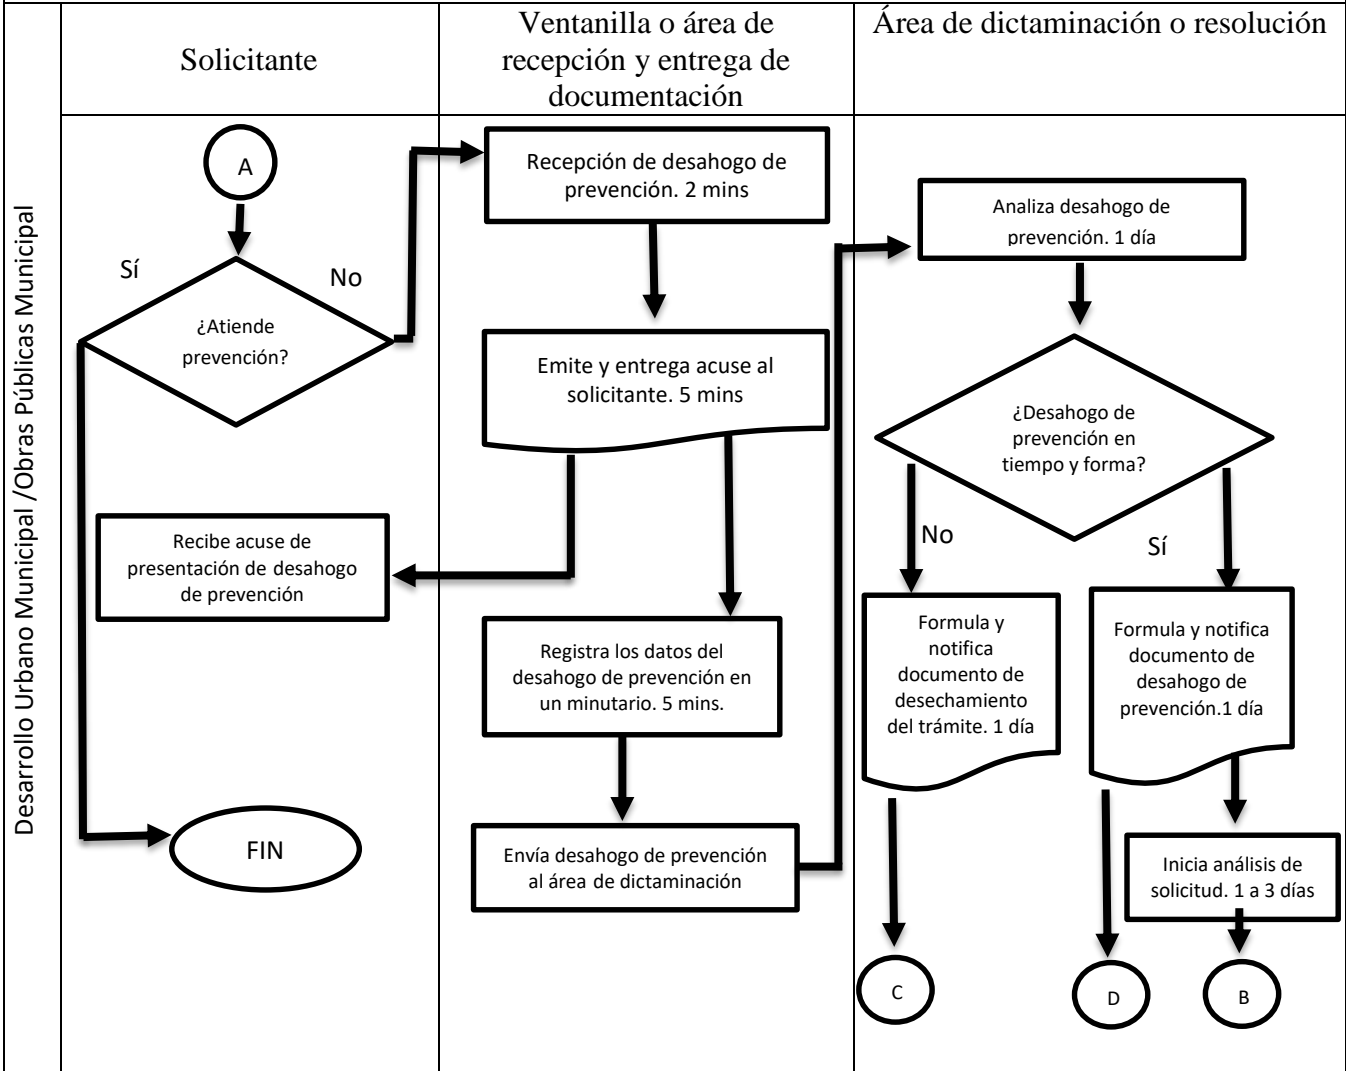 Solicitante
Ventanilla o área de
recepción y entrega de
documentación
Área de dictaminación o resolución
Desarrollo Urbano Municipal /Obras Públicas Municipal
A
Sí
No
¿Atiende
prevención?
Recibe acuse de
presentación de desahogo
de prevención
FIN
Recepción de desahogo de
prevención. 2 mins
Emite y entrega acuse al
solicitante. 5 mins
Registra los datos del
desahogo de prevención en
un minutario. 5 mins.
Envía desahogo de prevención
al área de dictaminación
Analiza desahogo de
prevención. 1 día
¿Desahogo de
prevención en
tiempo y forma?
No
Sí
Formula y
notifica
documento de
desechamiento
del trámite. 1 día
Formula y notifica
documento de
desahogo de
prevención.1 día
Inicia análisis de
solicitud. 1 a 3 días
C
D
B